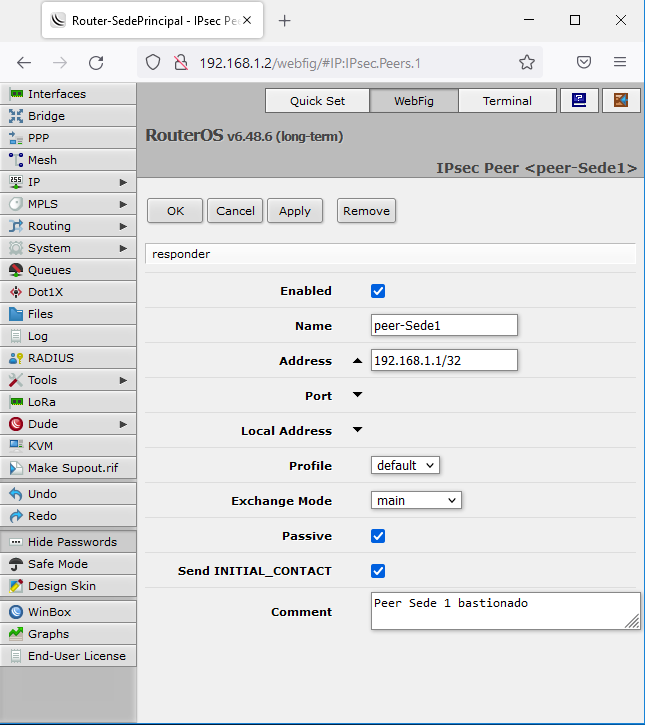 Router-SedePrincipal - IPsec Pe
192.168.1.2/webfig/#IP:IPsec.Peers.1
Interfaces
Bridge
PPP
Mesh
IP
MPLS
Routing
System
Queues
Dot1X
Files
Log
RADIUS
Tools
LoRa
Dude
KVM
Make Supout.rif
Undo
Redo
Hide Passwords
Safe Mode
Design Skin
WinBox
Graphs
End-User License
Quick Set WebFig Terminal
RouterOS v6.48.6 (long-term)
IPsec Peer <peer-Sede1>
OK Cancel Apply Remove
responder
Enabled
Name peer-Sede1
Address 192.168.1.1/32
Port
Local Address
Profile default
Exchange Mode main
Passive
Send INITIAL_CONTACT
Comment Peer Sede 1 bastionado